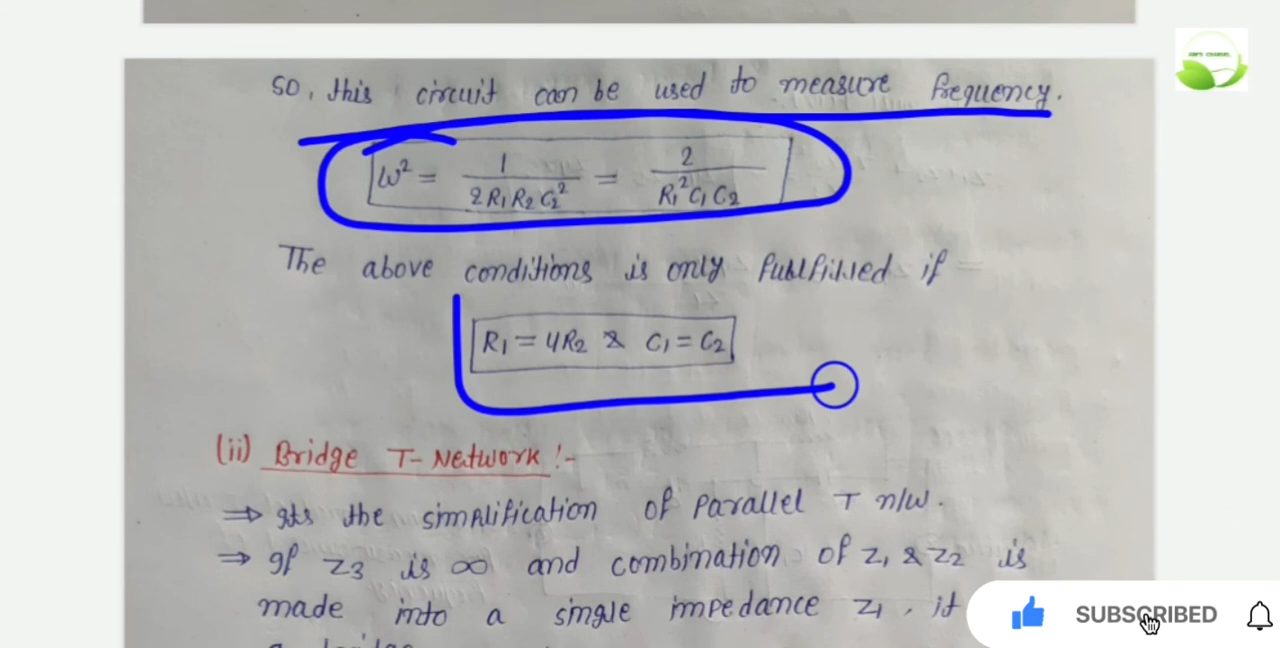 so, this circuit can be used to measure frequency.
W² = 1 / 2R₁R₂C₂² = 2 / R₁²C₁C₂
The above conditions is only fullfilled if
R₁ = 4R₂ & C₁ = C₂
(ii) Bridge T-Network !-
⇒ Its the simplification of Parallel T n/w.
⇒ If Z3 is ∞ and combination of Z₁ & Z2 is
made into a single impedance Z₁, it
SUBSCRIBED